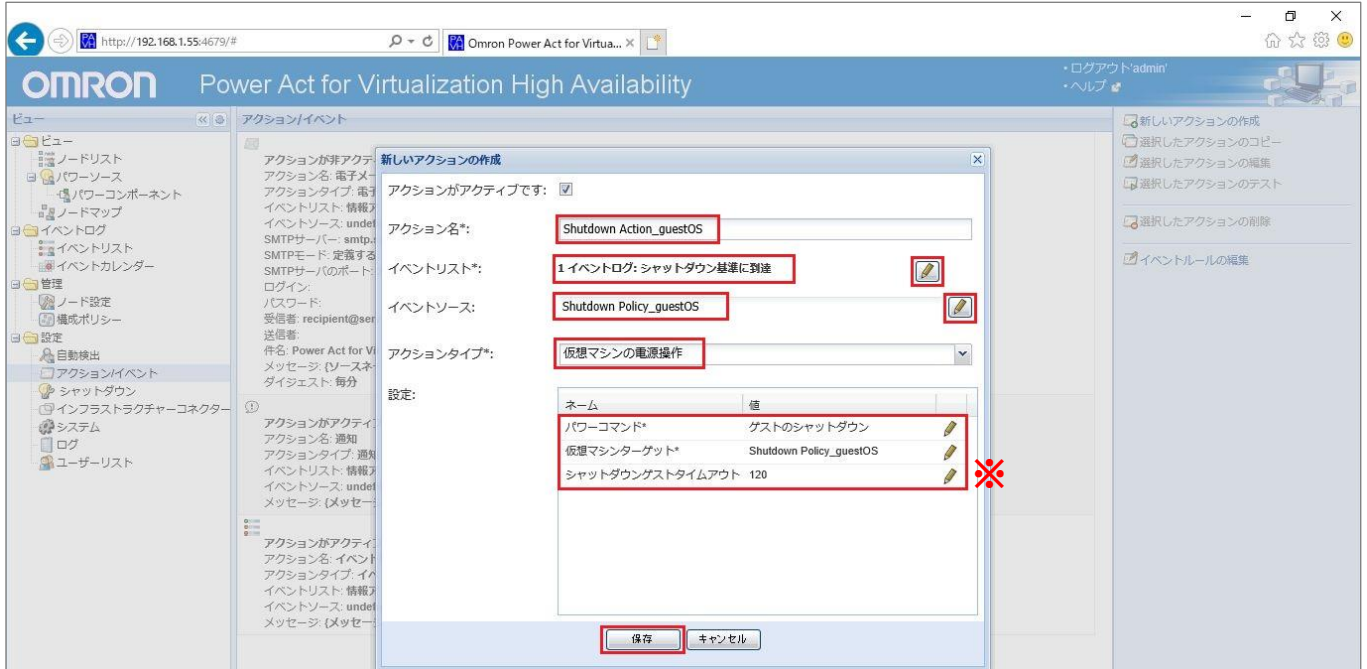 http://192.168.1.55:4679/#
Omron Power Act for Virtua...
OMRON Power Act for Virtualization High Availability
・ログアウト'admin'
・ヘルプ
ビュー
ビュー
ノードリスト
パワーソース
パワーコンポーネント
ノードマップ
イベントログ
イベントリスト
イベントカレンダー
管理
ノード設定
構成ポリシー
設定
自動検出
アクション/イベント
シャットダウン
インフラストラクチャーコネクター
システム
ログ
ユーザーリスト
アクション/イベント
アクションが非アクテ
アクション名: 電子メー
アクションタイプ: 電子
イベントリスト: 情報ア
イベントソース: undef
SMTPサーバー: smtp.s
SMTPモード: 定義する
SMTPサーバのポート:
ログイン:
パスワード:
受信者: recipient@ser
送信者:
件名: Power Act for Vi
メッセージ: {ソースネー
ダイジェスト: 毎分
アクションがアクティ
アクション名: 通知
アクションタイプ: 通知
イベントリスト: 情報ア
イベントソース: undef
メッセージ: {メッセー
アクションがアクティ
アクション名: イベント
アクションタイプ: イベ
イベントリスト: 情報ア
イベントソース: undef
メッセージ: {メッセー
新しいアクションの作成
アクションがアクティブです:
アクション名*: Shutdown Action_guestOS
イベントリスト*: 1 イベントログ: シャットダウン基準に到達
イベントソース: Shutdown Policy_guestOS
アクションタイプ*: 仮想マシンの電源操作
設定:
ネーム 値
パワーコマンド* ゲストのシャットダウン
仮想マシンターゲット* Shutdown Policy_guestOS
シャットダウンゲストタイムアウト 120
※
保存 キャンセル
新しいアクションの作成
選択したアクションのコピー
選択したアクションの編集
選択したアクションのテスト
選択したアクションの削除
イベントルールの編集